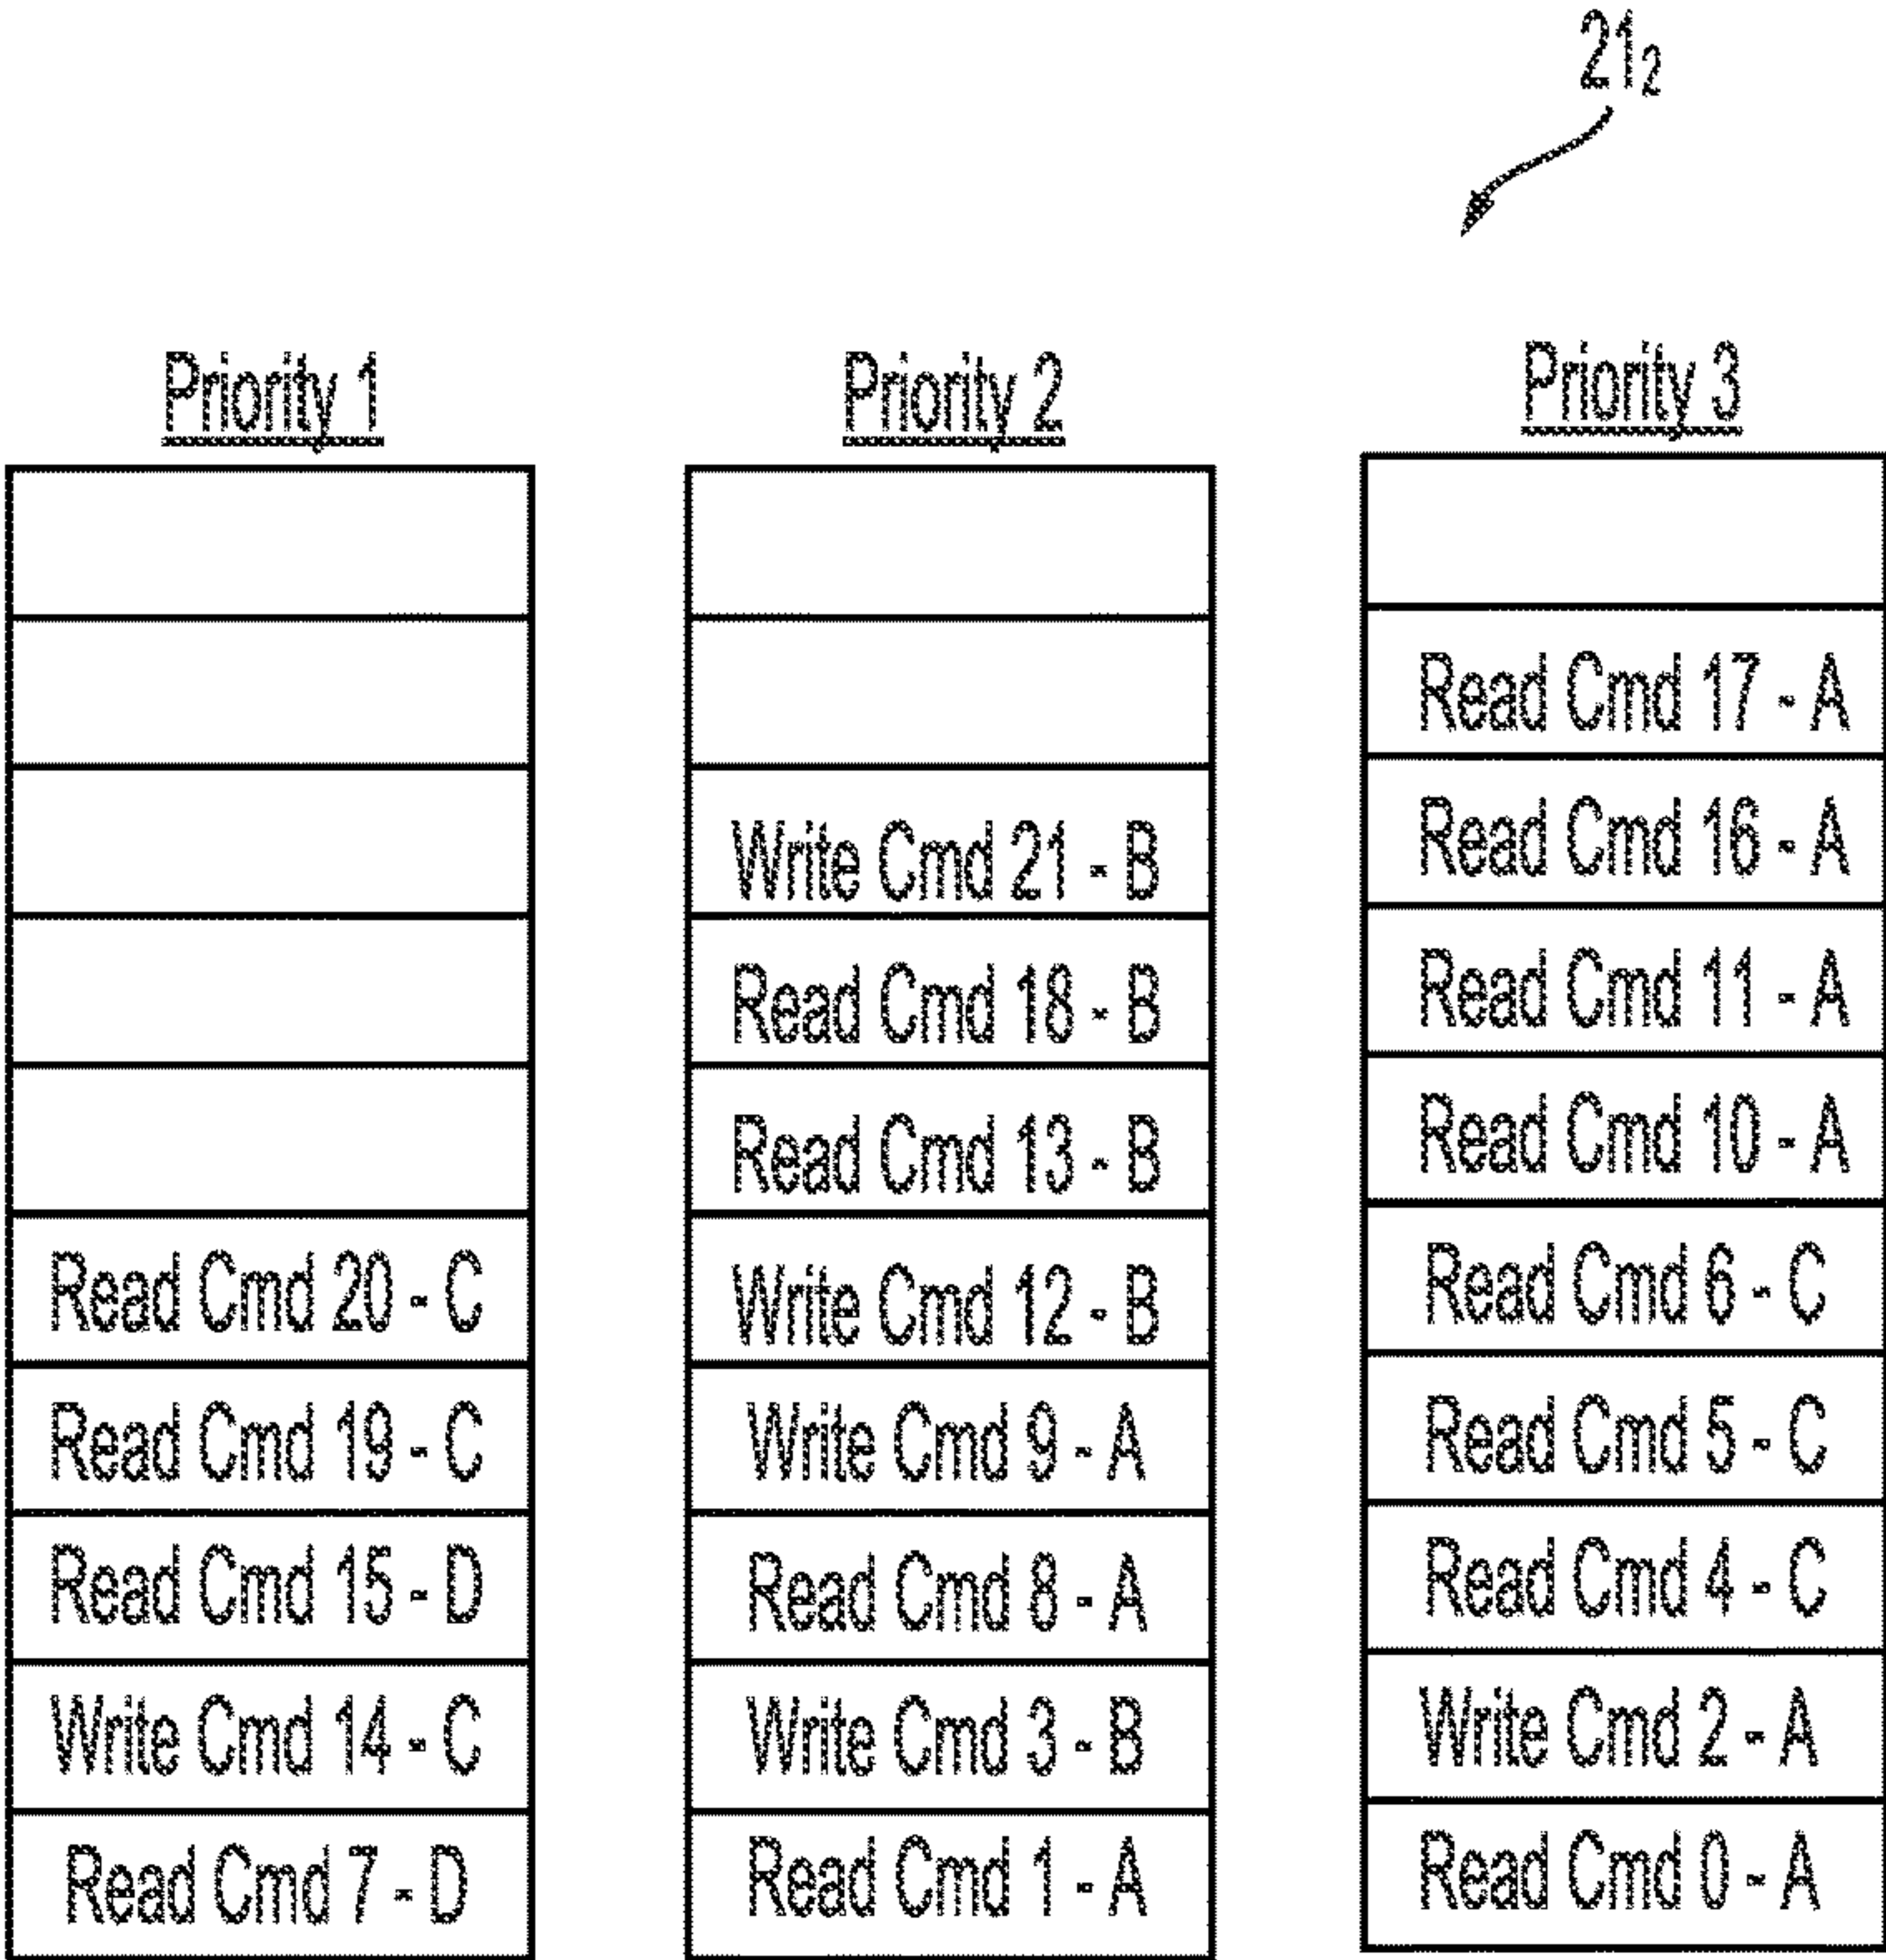 21₂
Priority 1
Read Cmd 20 - C
Read Cmd 19 - C
Read Cmd 15 - D
Write Cmd 14 - C
Read Cmd 7 - D
Priority 2
Write Cmd 21 - B
Read Cmd 18 - B
Read Cmd 13 - B
Write Cmd 12 - B
Write Cmd 9 - A
Read Cmd 8 - A
Write Cmd 3 - B
Read Cmd 1 - A
Priority 3
Read Cmd 17 - A
Read Cmd 16 - A
Read Cmd 11 - A
Read Cmd 10 - A
Read Cmd 6 - C
Read Cmd 5 - C
Read Cmd 4 - C
Write Cmd 2 - A
Read Cmd 0 - A